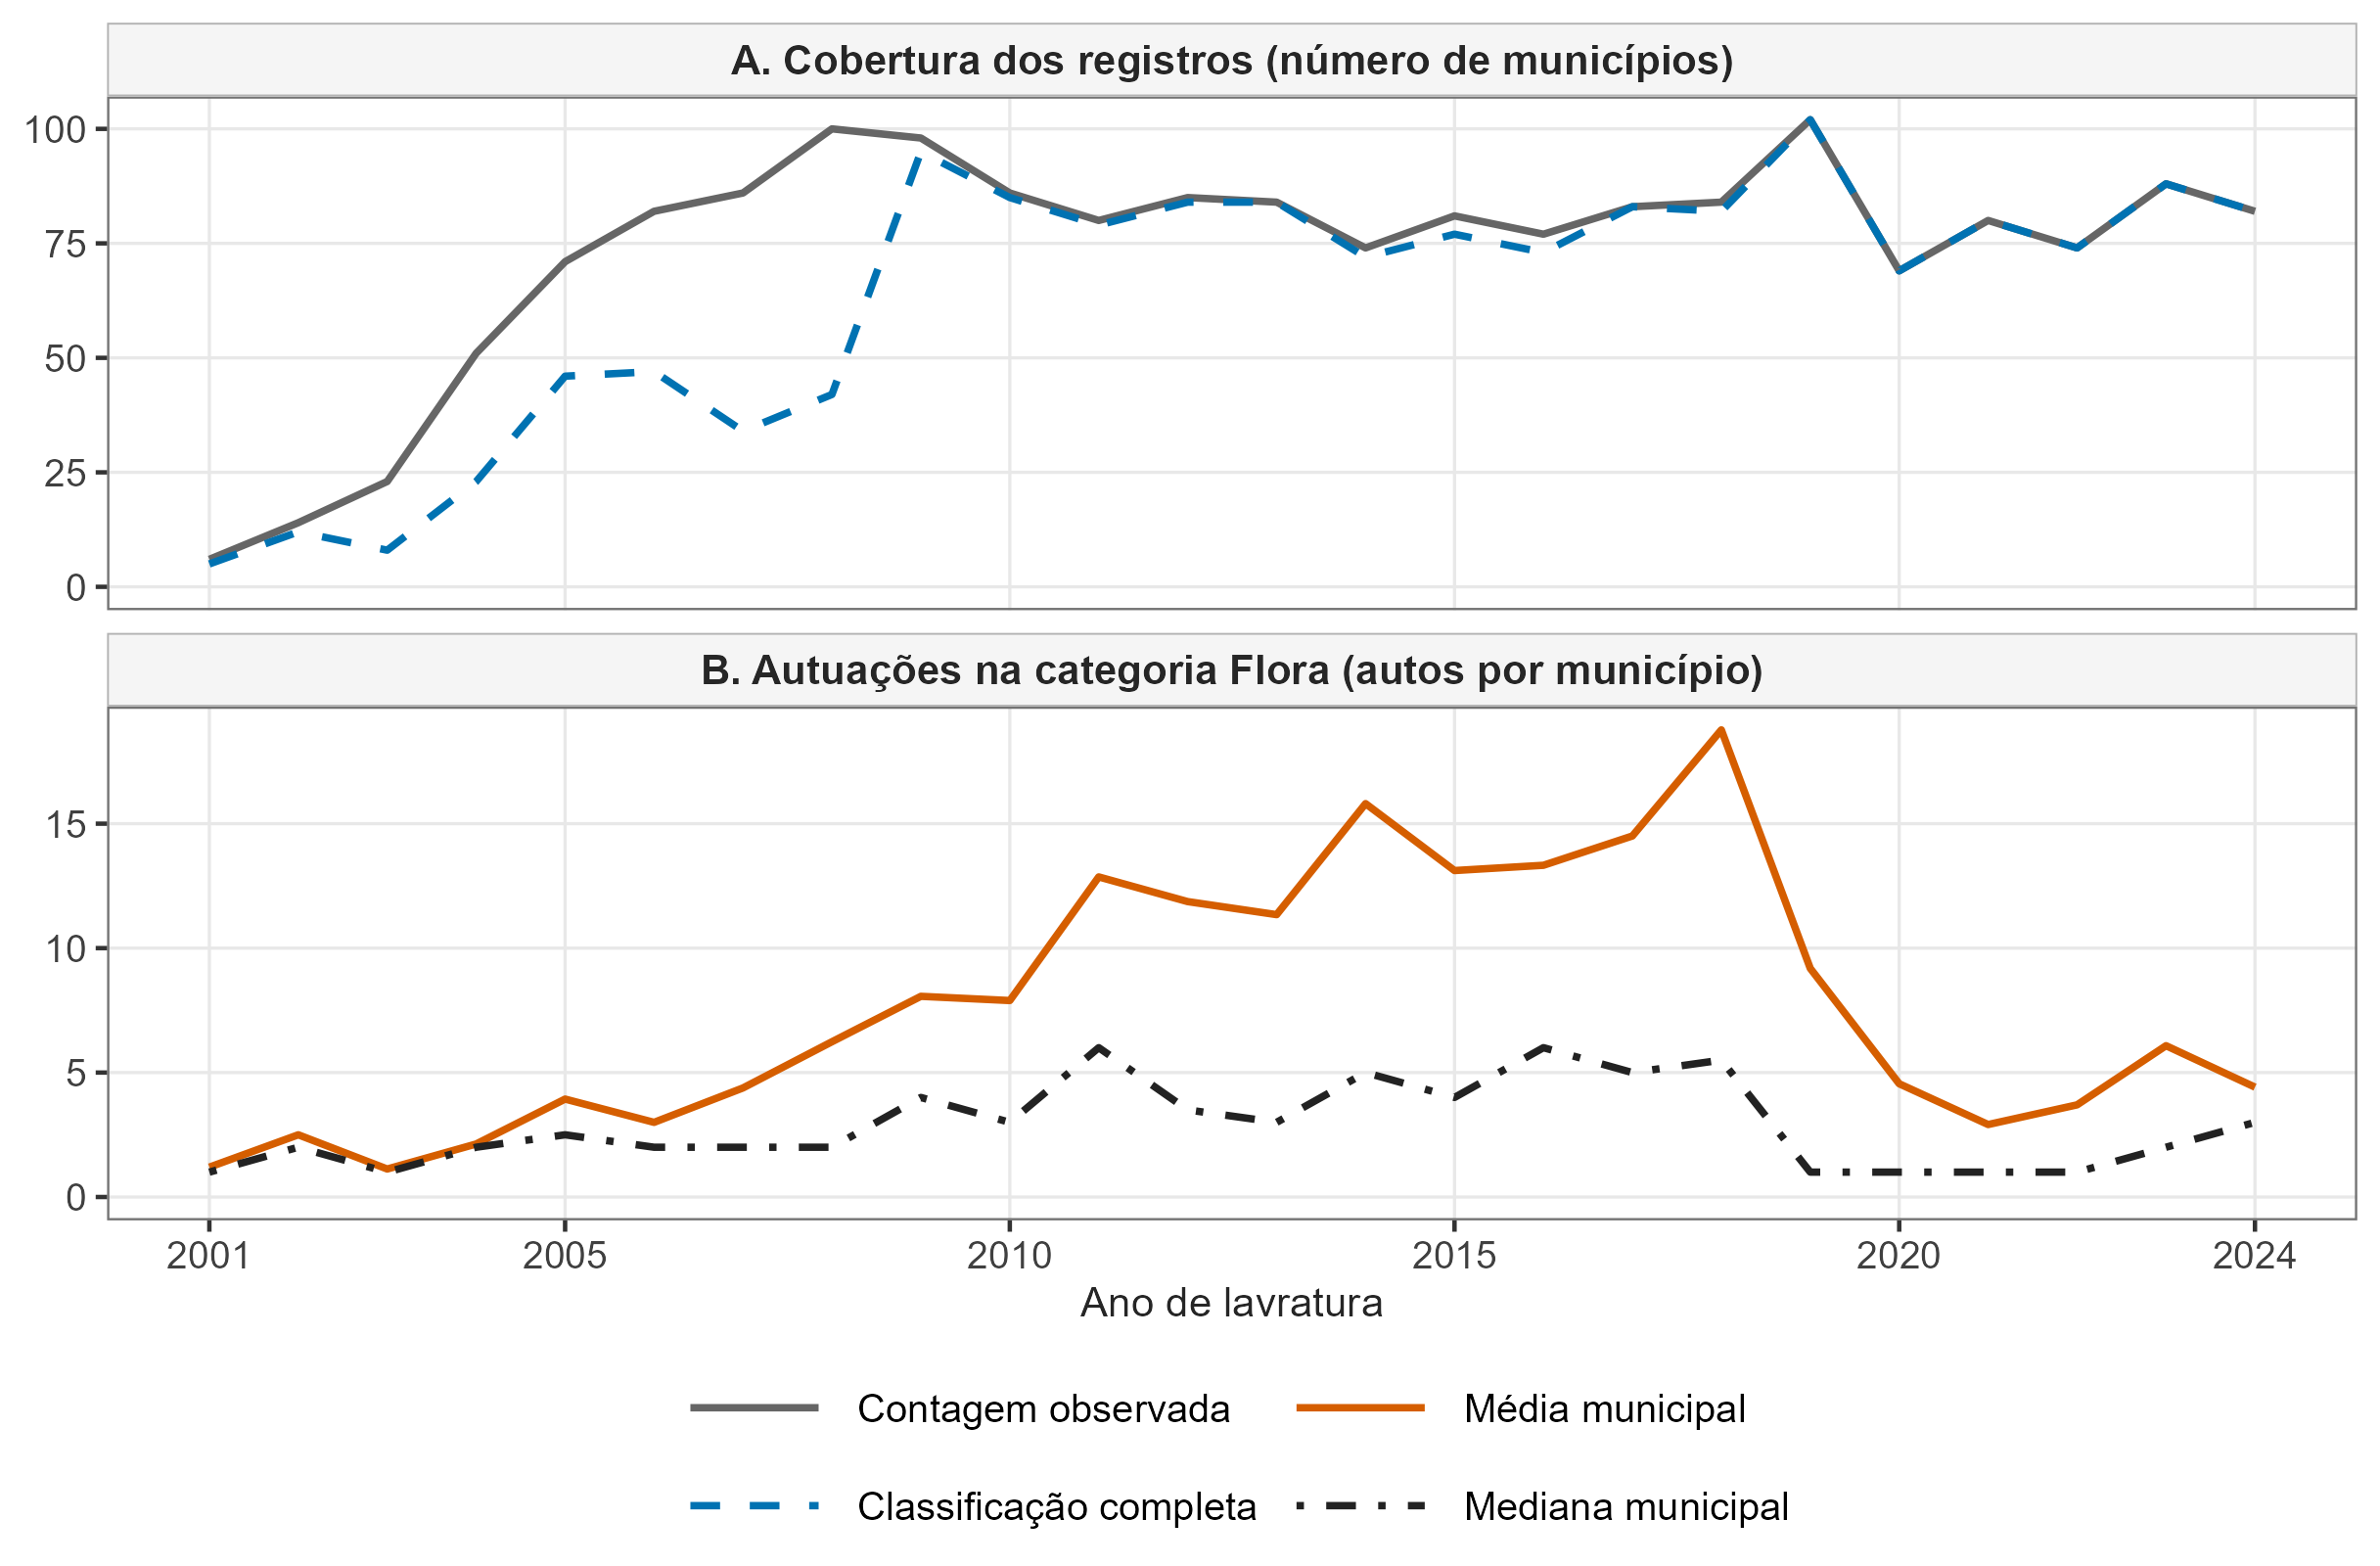 A. Cobertura dos registros (número de municípios)
100
75
50
25
0
B. Autuações na categoria Flora (autos por município)
15
10
5
0
2001 2005 2010 2015 2020 2024
Ano de lavratura
Contagem observada Média municipal
Classificação completa Mediana municipal